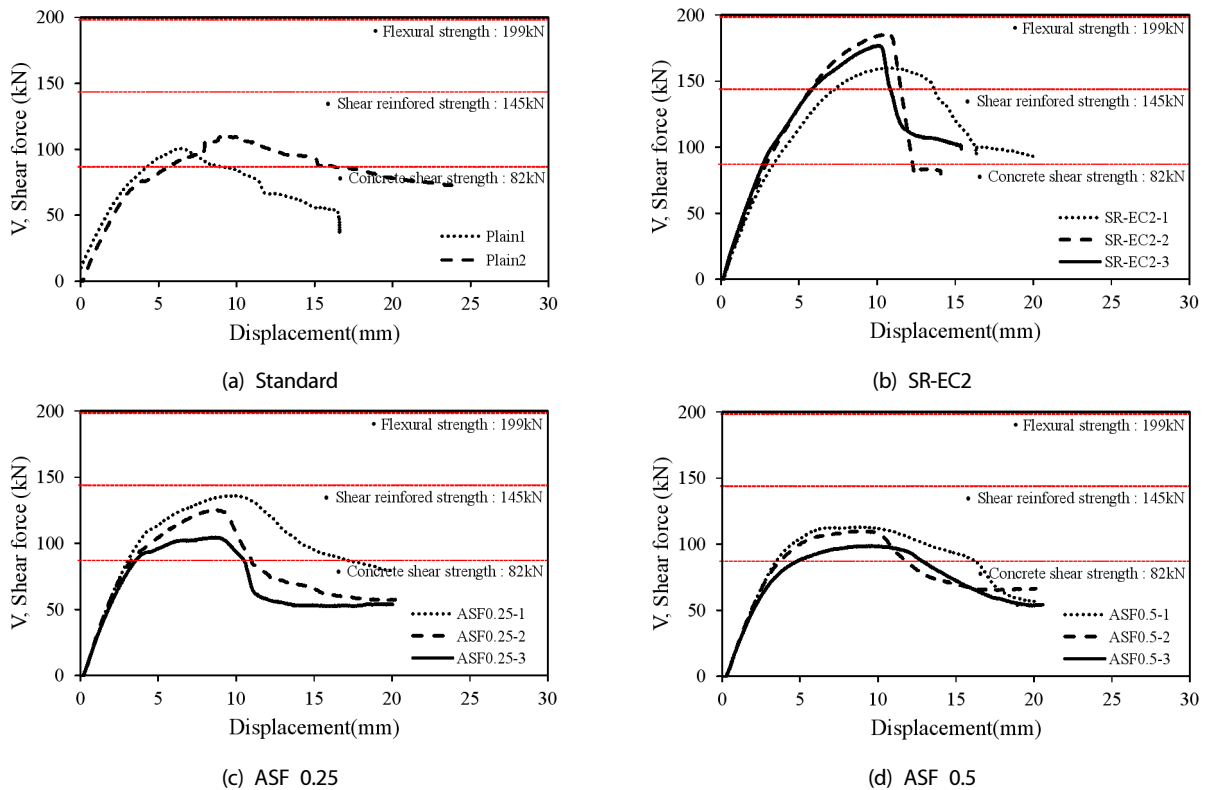 200
150
100
50
0
V, Shear force (kN)
• Flexural strength : 199kN
• Shear reinfored strength : 145kN
• Concrete shear strength : 82kN
Plain1
Plain2
0 5 10 15 20 25 30
Displacement(mm)
(a) Standard
200
150
100
50
0
V, Shear force (kN)
• Flexural strength : 199kN
• Shear reinfored strength : 145kN
• Concrete shear strength : 82kN
SR-EC2-1
SR-EC2-2
SR-EC2-3
0 5 10 15 20 25 30
Displacement(mm)
(b) SR-EC2
200
150
100
50
0
V, Shear force (kN)
• Flexural strength : 199kN
• Shear reinfored strength : 145kN
• Concrete shear strength : 82kN
ASF0.25-1
ASF0.25-2
ASF0.25-3
0 5 10 15 20 25 30
Displacement(mm)
(c) ASF 0.25
200
150
100
50
0
V, Shear force (kN)
• Flexural strength : 199kN
• Shear reinfored strength : 145kN
• Concrete shear strength : 82kN
ASF0.5-1
ASF0.5-2
ASF0.5-3
0 5 10 15 20 25 30
Displacement(mm)
(d) ASF 0.5